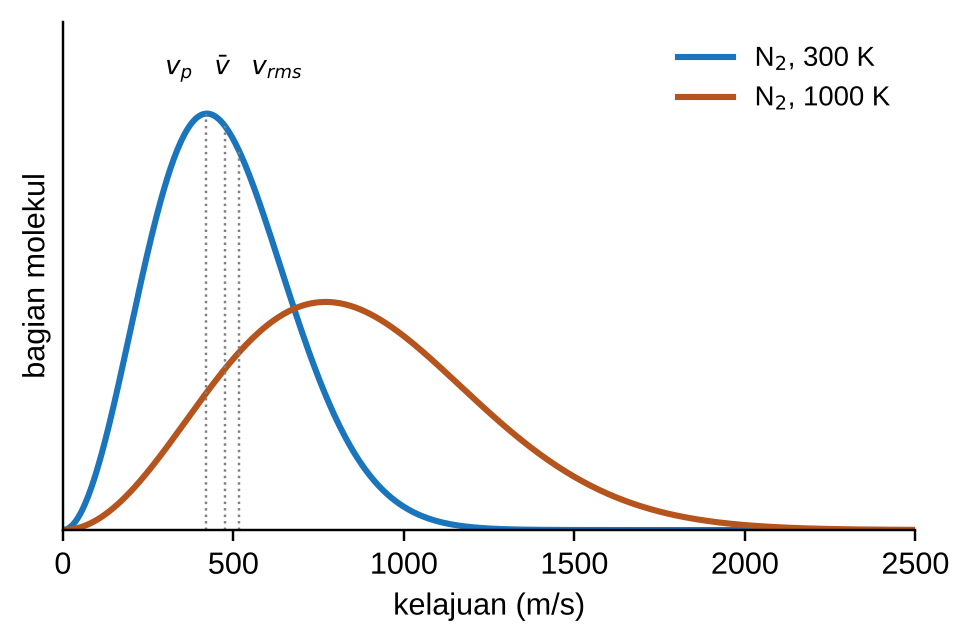 v_p v̄ v_rms
N₂, 300 K
N₂, 1000 K
bagian molekul
0 500 1000 1500 2000 2500
kelajuan (m/s)